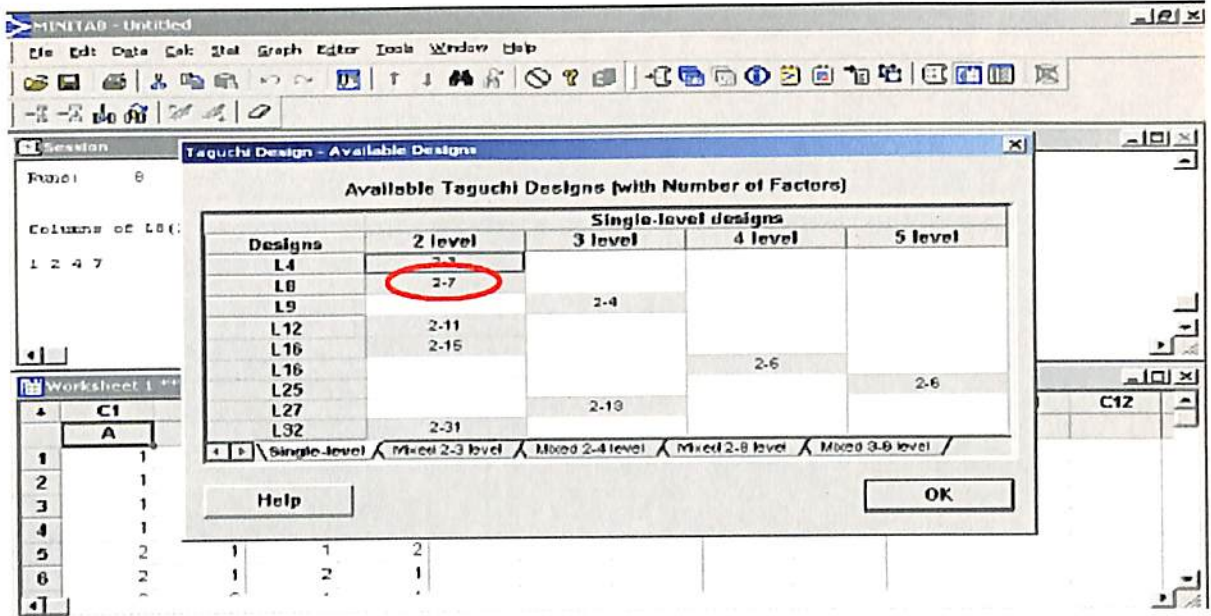 MINITAB - Untitled
File Edit Data Calc Stat Graph Editor Tools Window Help
Session
Runs: 8
Columns of L8(
1 2 4 7
Taguchi Design - Available Designs
Available Taguchi Designs (with Number of Factors)
Single-level designs
Designs 2 level 3 level 4 level 5 level
L4 2-3
L8 2-7
L9 2-4
L12 2-11
L16 2-15
L16 2-6
L25 2-6
L27 2-13
L32 2-31
Single-level Mixed 2-3 level Mixed 2-4 level Mixed 2-8 level Mixed 3-6 level
Help OK
Worksheet 1 **
C1 C12
A
1 1
2 1
3 1
4 1
5 2 1 1 2
6 2 1 2 1